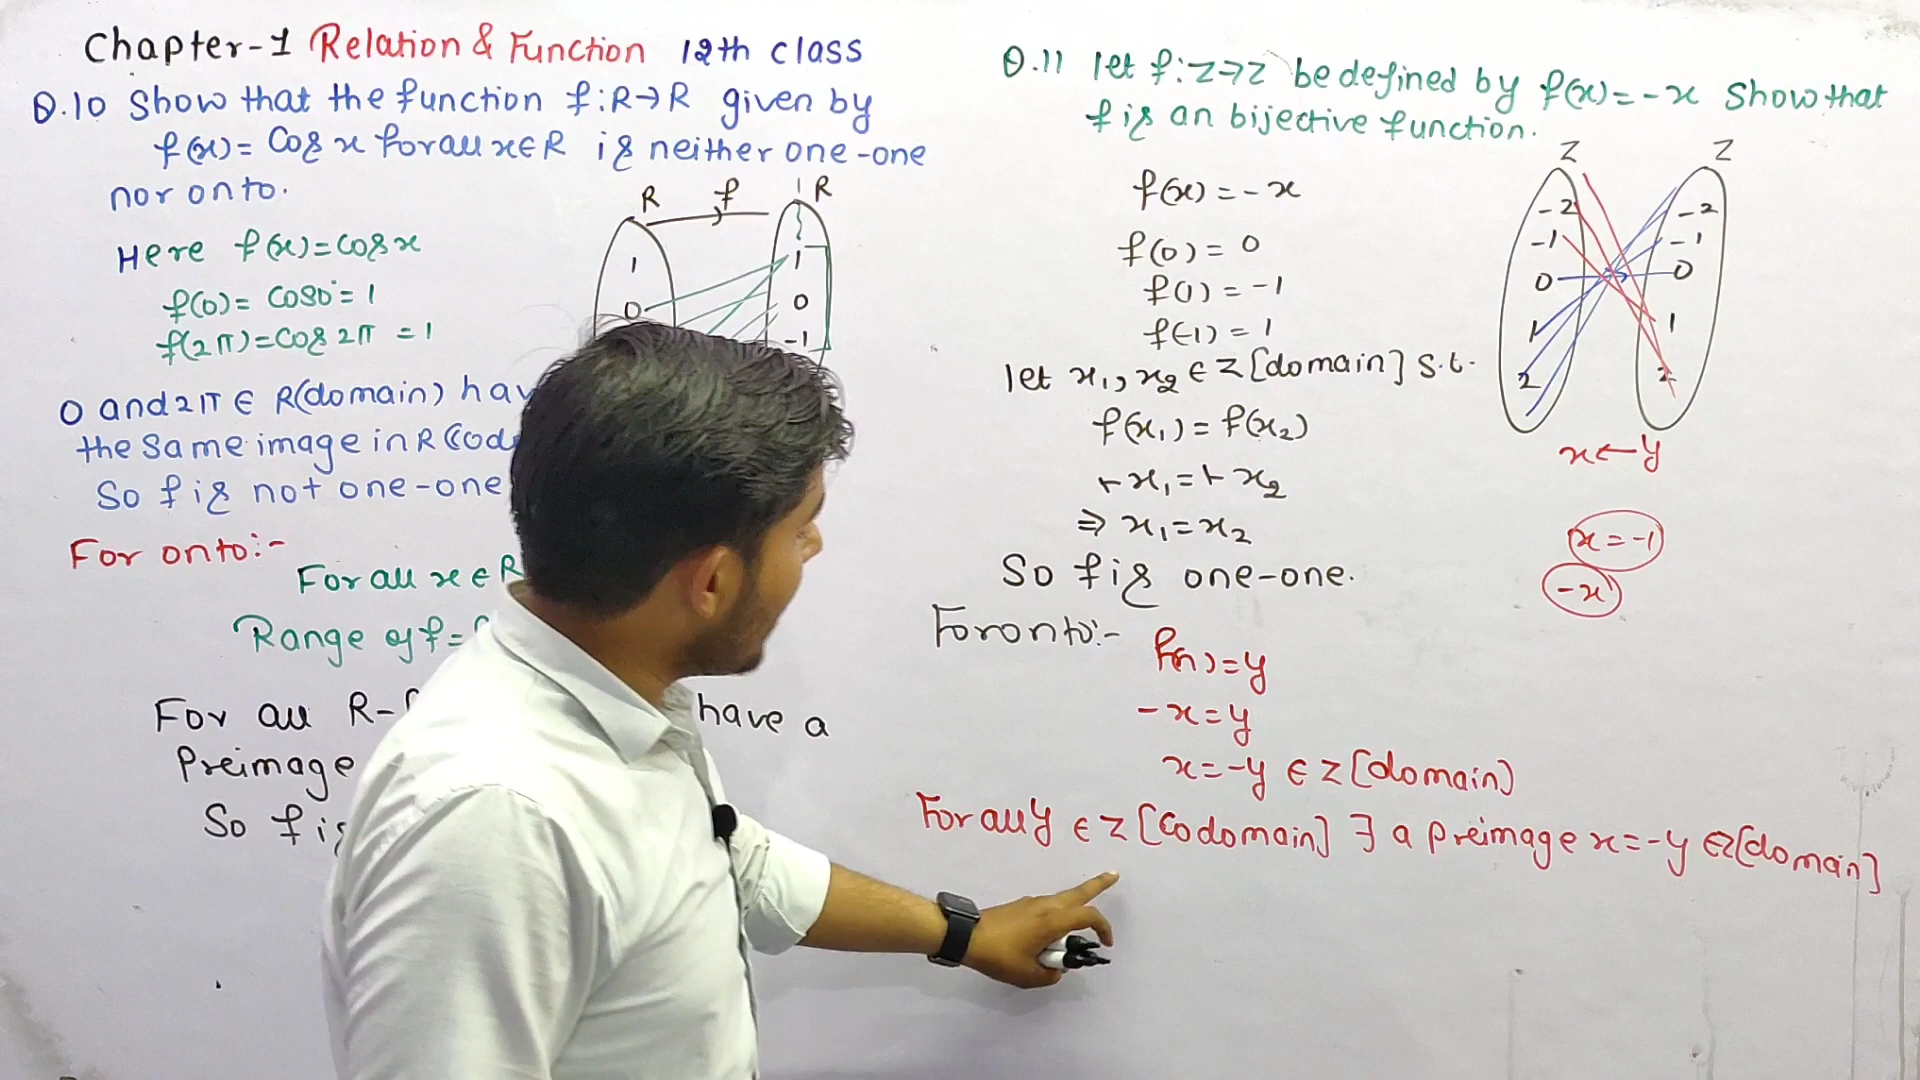 Chapter-1 Relation & Function 12th class
Q.10 Show that the function f:R→R given by
f(x)= Cos x for all x∈R is neither one-one
nor onto.
R f R
1
0
1
0
-1
Here f(x)=cosx
f(0)= cos0°=1
f(2π)=cos 2π = 1
0 and 2π ∈ R(domain) hav
the same image in R (cod
So f is not one-one
For onto:-
For all x ∈ R
Range of f=
For all R- have a
Preimage
So f is
Q.11 let f:Z→Z be defined by f(x)=-x Show that
f is an bijective function.
Z Z
-2 -2
-1 -1
0 0
1 1
2 2
x←y
x=-1
-x
f(x)=-x
f(0)= 0
f(1) = -1
f(-1) = 1
let x₁, x₂ ∈ Z[domain] s.t.
f(x₁)=f(x₂)
+x₁=+x₂
⇒ x₁=x₂
So f is one-one.
For onto:-
f(x)=y
-x=y
x=-y ∈ Z[domain]
For all y ∈ Z [Codomain] ∃ a preimage x=-y ∈Z[domain]